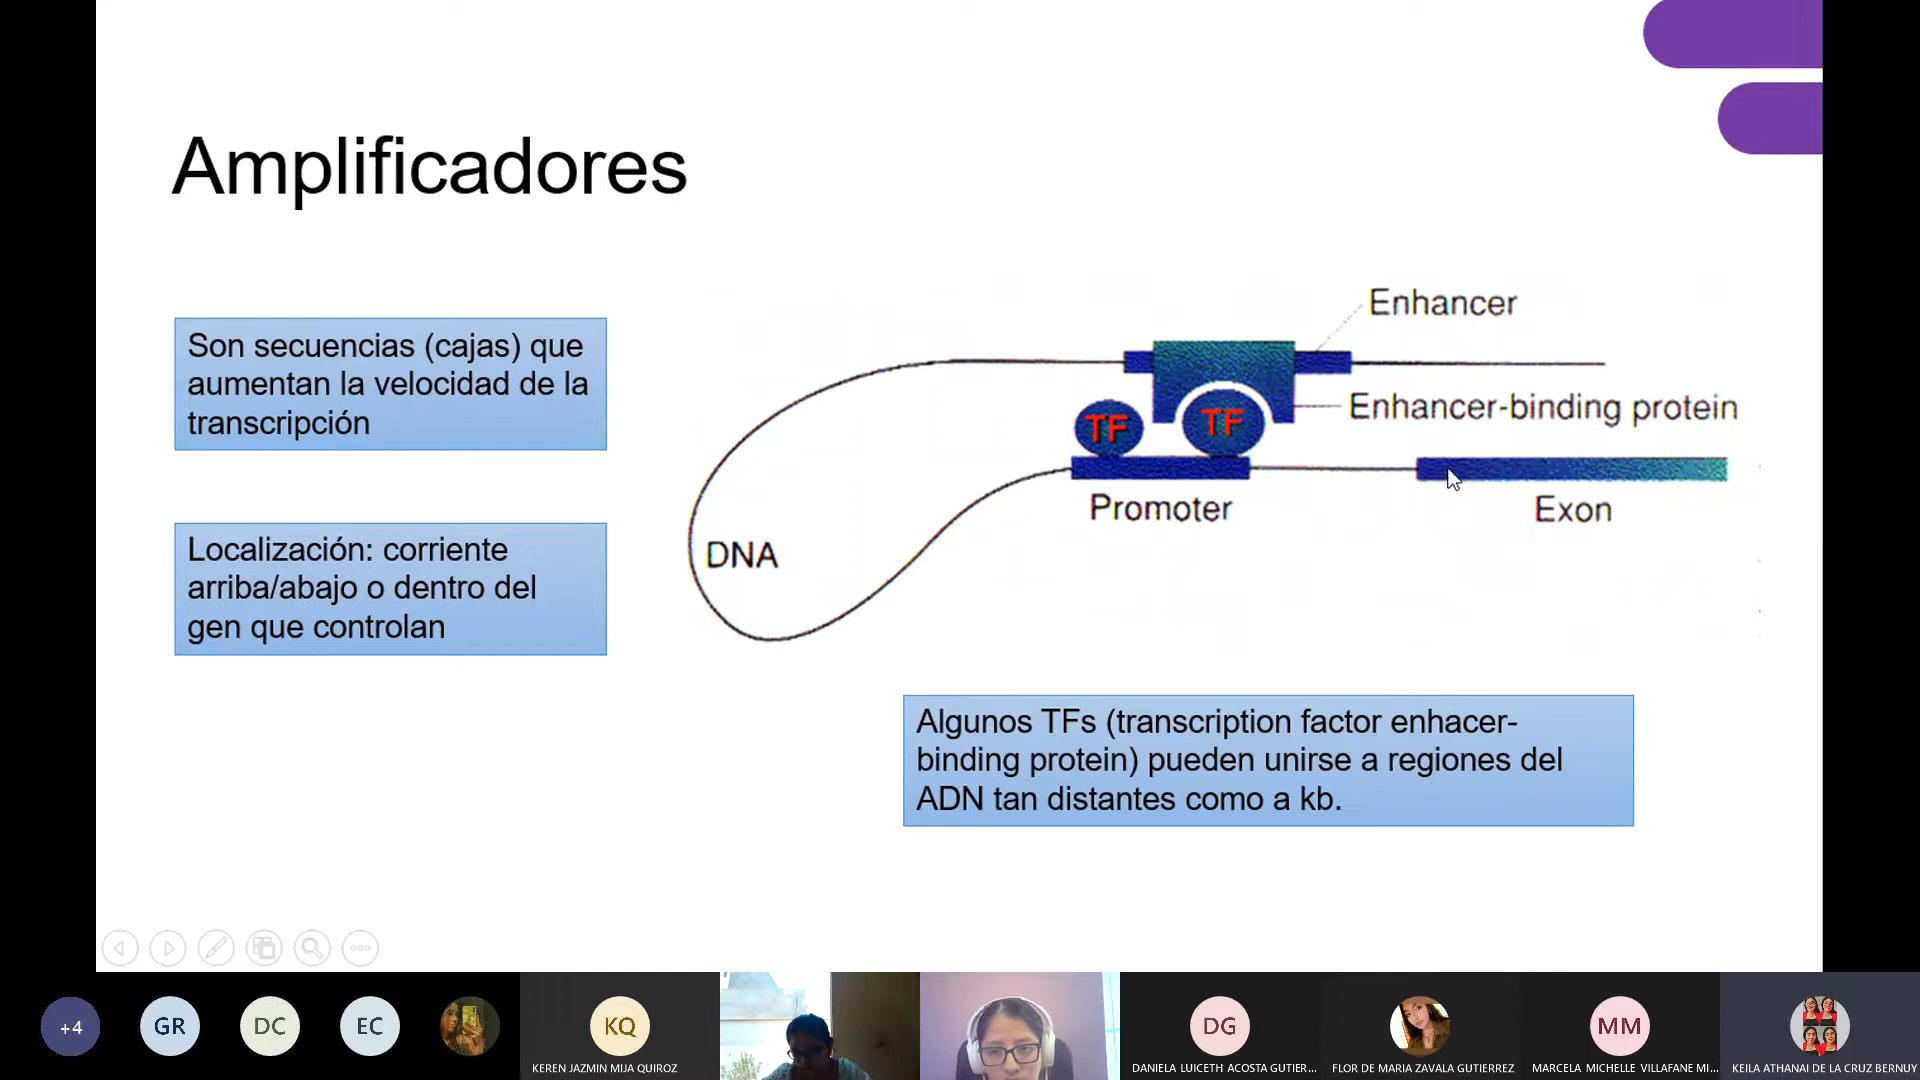 Amplificadores
Son secuencias (cajas) que
aumentan la velocidad de la
transcripción
Localización: corriente
arriba/abajo o dentro del
gen que controlan
Enhancer
Enhancer-binding protein
TF
TF
Promoter
Exon
DNA
Algunos TFs (transcription factor enhacer-
binding protein) pueden unirse a regiones del
ADN tan distantes como a kb.
+4
GR
DC
EC
KQ
KEREN JAZMIN MIJA QUIROZ
DG
DANIELA LUICETH ACOSTA GUTIER...
FLOR DE MARIA ZAVALA GUTIERREZ
MM
MARCELA MICHELLE VILLAFANE MI...
KEILA ATHANAI DE LA CRUZ BERNUY